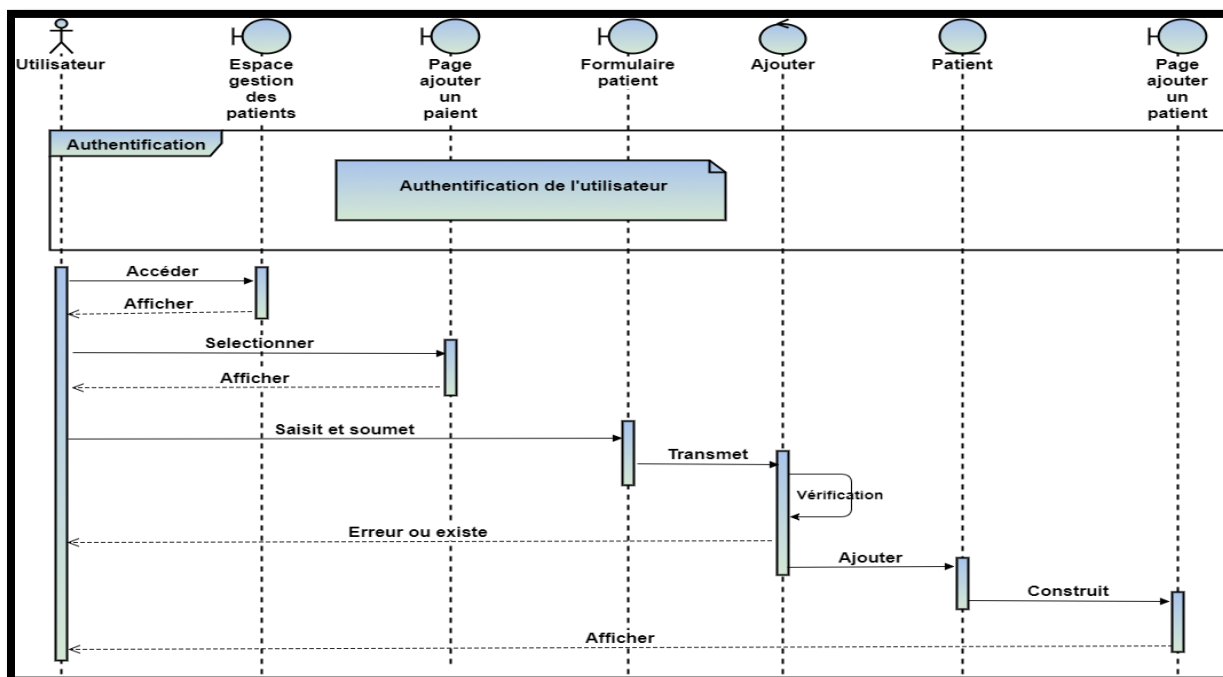 Utilisateur
Espace
gestion
des
patients
Page
ajouter
un
paient
Formulaire
patient
Ajouter
Patient
Page
ajouter
un
patient
Authentification
Authentification de l'utilisateur
Accéder
Afficher
Selectionner
Afficher
Saisit et soumet
Transmet
Vérification
Erreur ou existe
Ajouter
Construit
Afficher